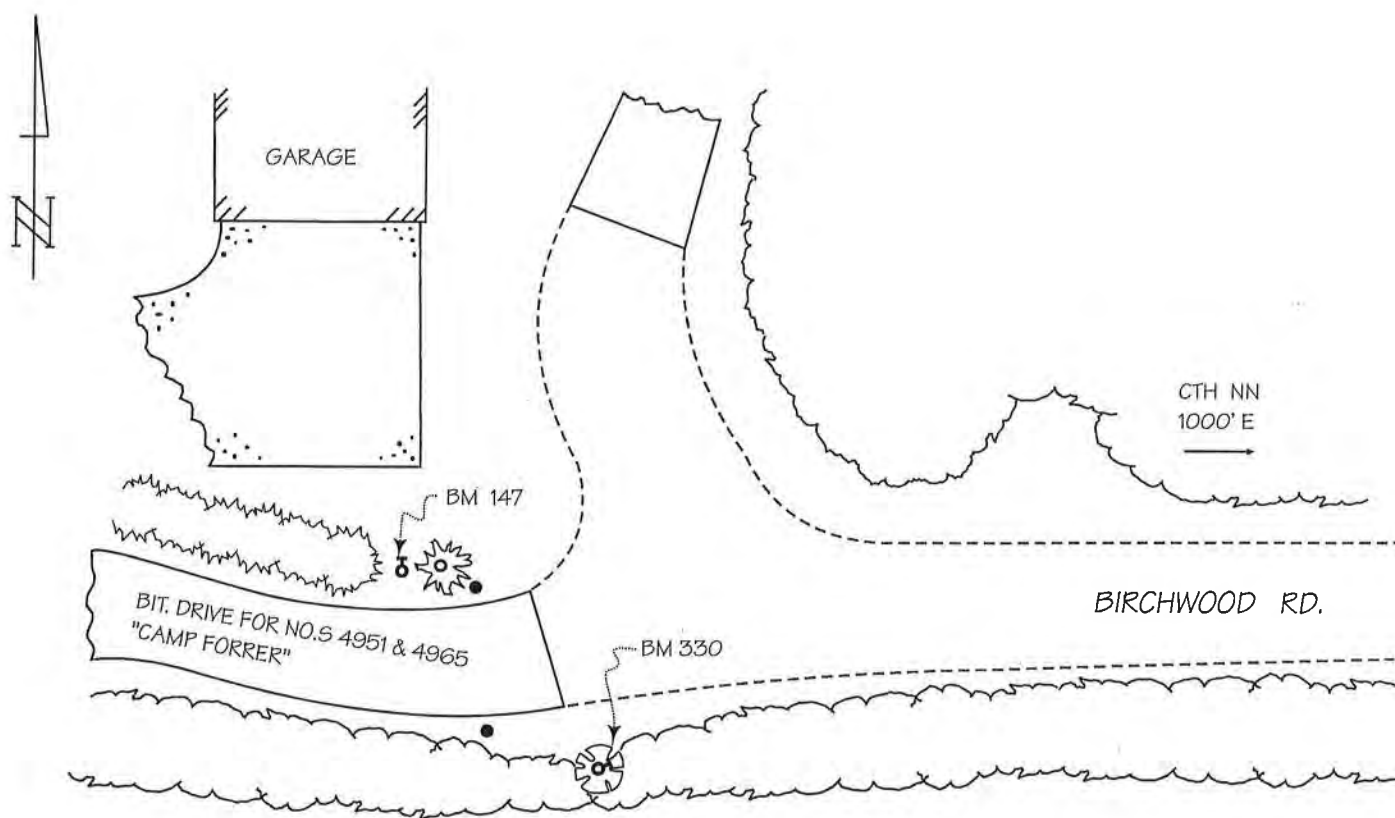 N
GARAGE
CTH NN
1000' E
BM 147
BIT. DRIVE FOR NO.S 4951 & 4965
"CAMP FORRER"
BIRCHWOOD RD.
BM 330